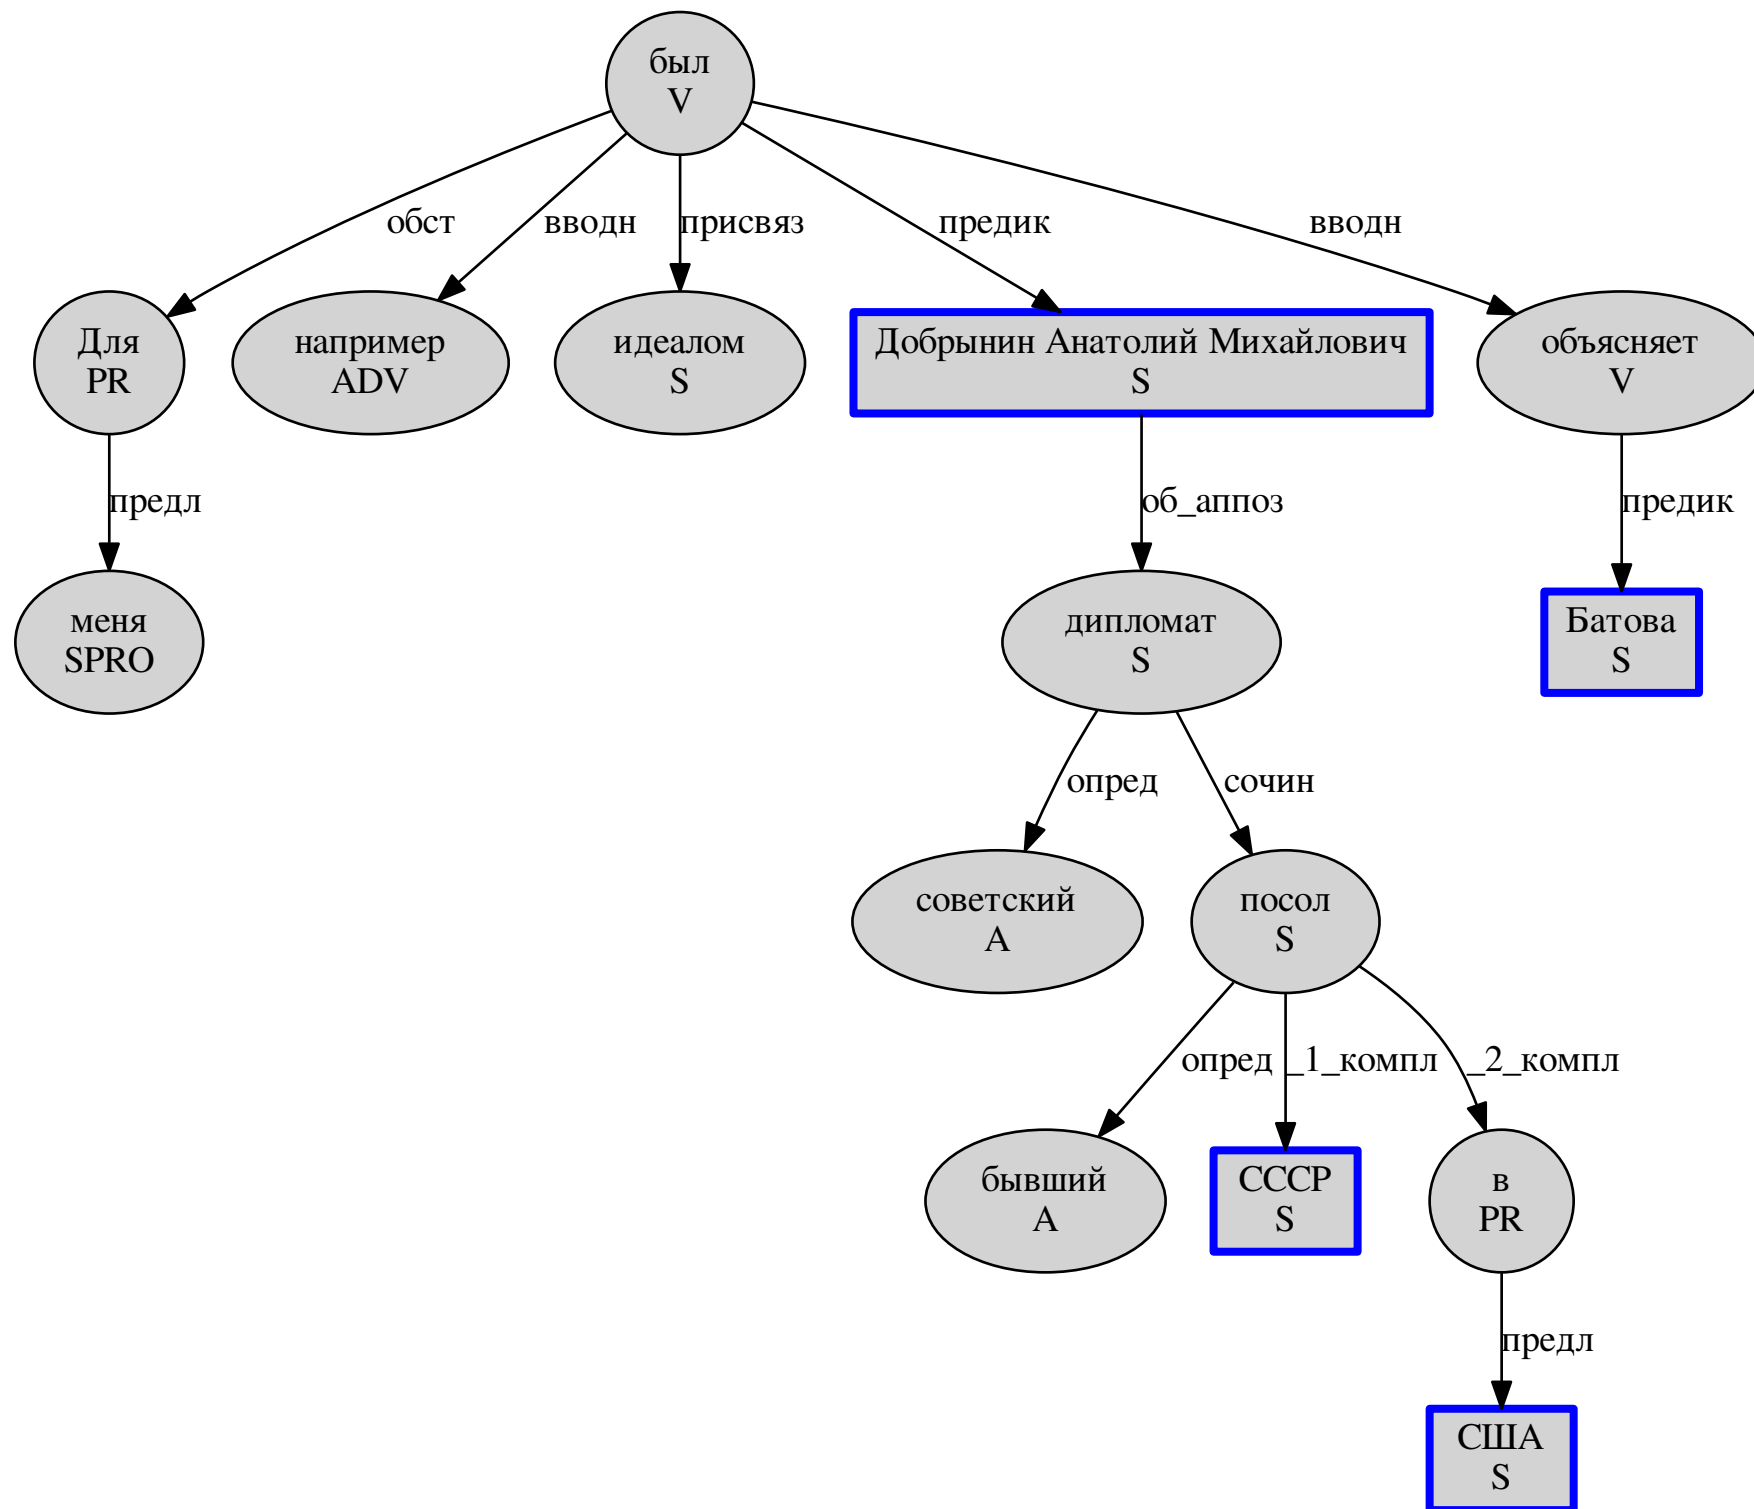 был
V
обст
вводн
присвяз
предик
вводн
Для
PR
например
ADV
идеалом
S
Добрынин Анатолий Михайлович
S
объясняет
V
предл
об_аппоз
предик
меня
SPRO
дипломат
S
Батова
S
опред
сочин
советский
A
посол
S
опред
_1_компл
_2_компл
бывший
A
СССР
S
в
PR
предл
США
S